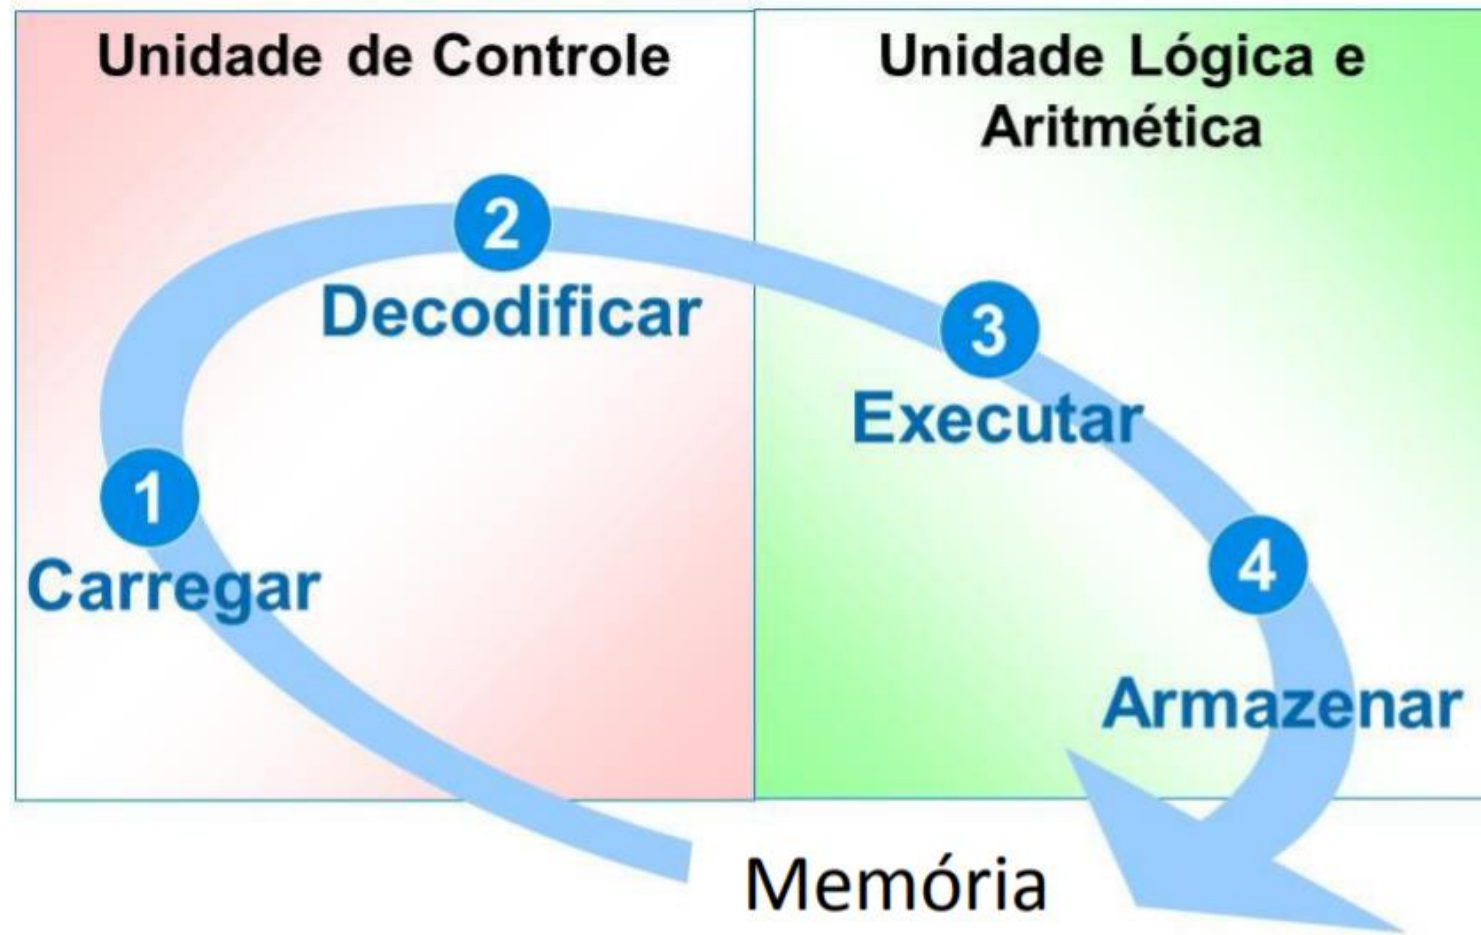 Unidade de Controle
Unidade Lógica e
Aritmética
2
Decodificar
3
Executar
1
Carregar
4
Armazenar
Memória